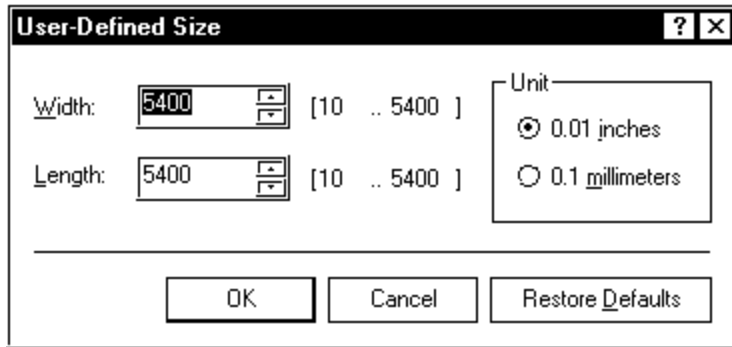 User-Defined Size
Width: 5400 [10 .. 5400 ]
Length: 5400 [10 .. 5400 ]
Unit
0.01 inches
0.1 millimeters
OK Cancel Restore Defaults